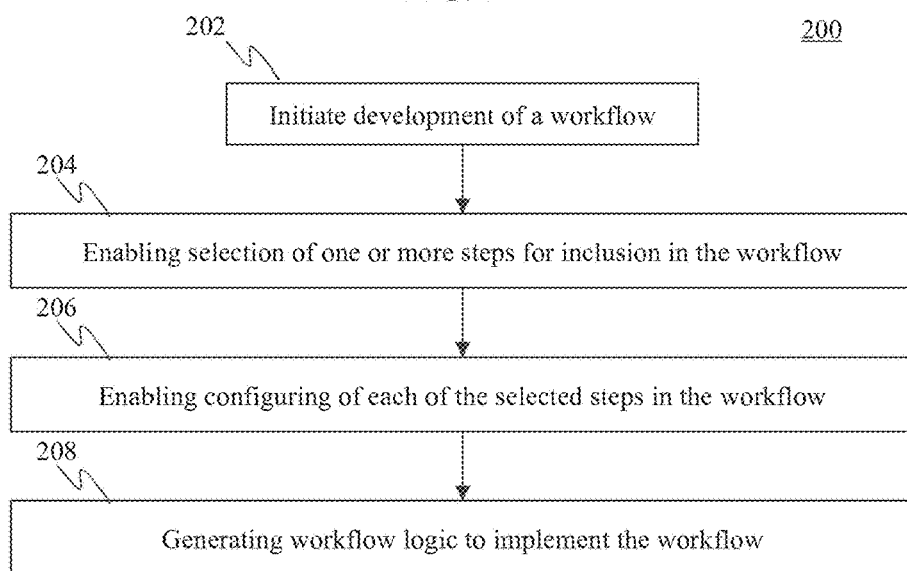 202
200
Initiate development of a workflow
204
Enabling selection of one or more steps for inclusion in the workflow
206
Enabling configuring of each of the selected steps in the workflow
208
Generating workflow logic to implement the workflow